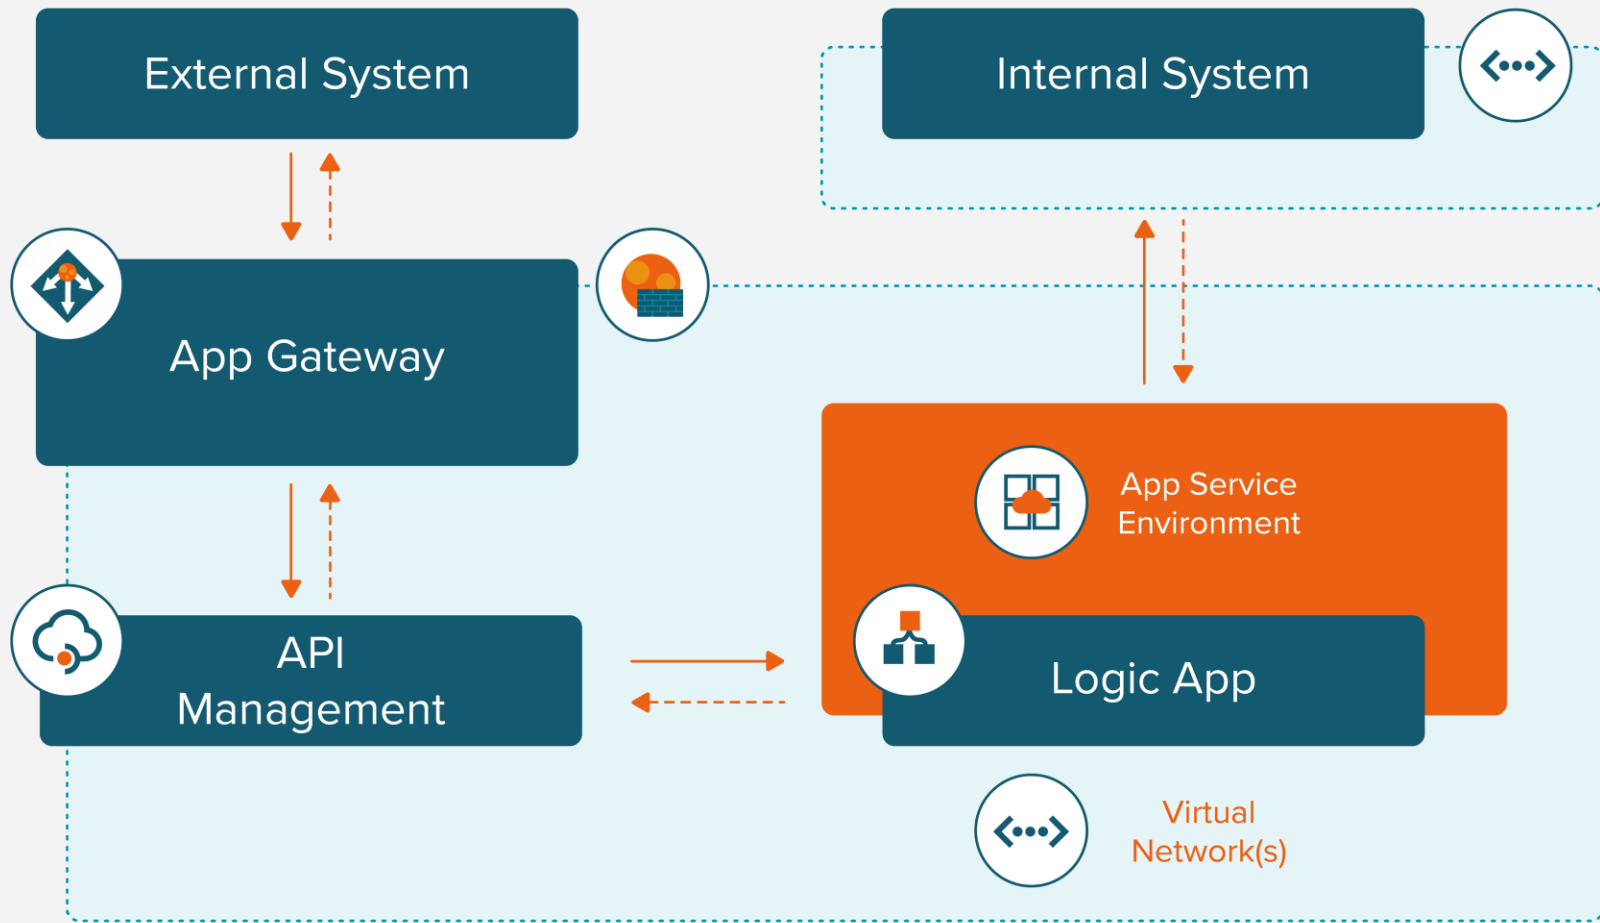 External System
Internal System
App Gateway
App Service
Environment
API
Management
Logic App
Virtual
Network(s)